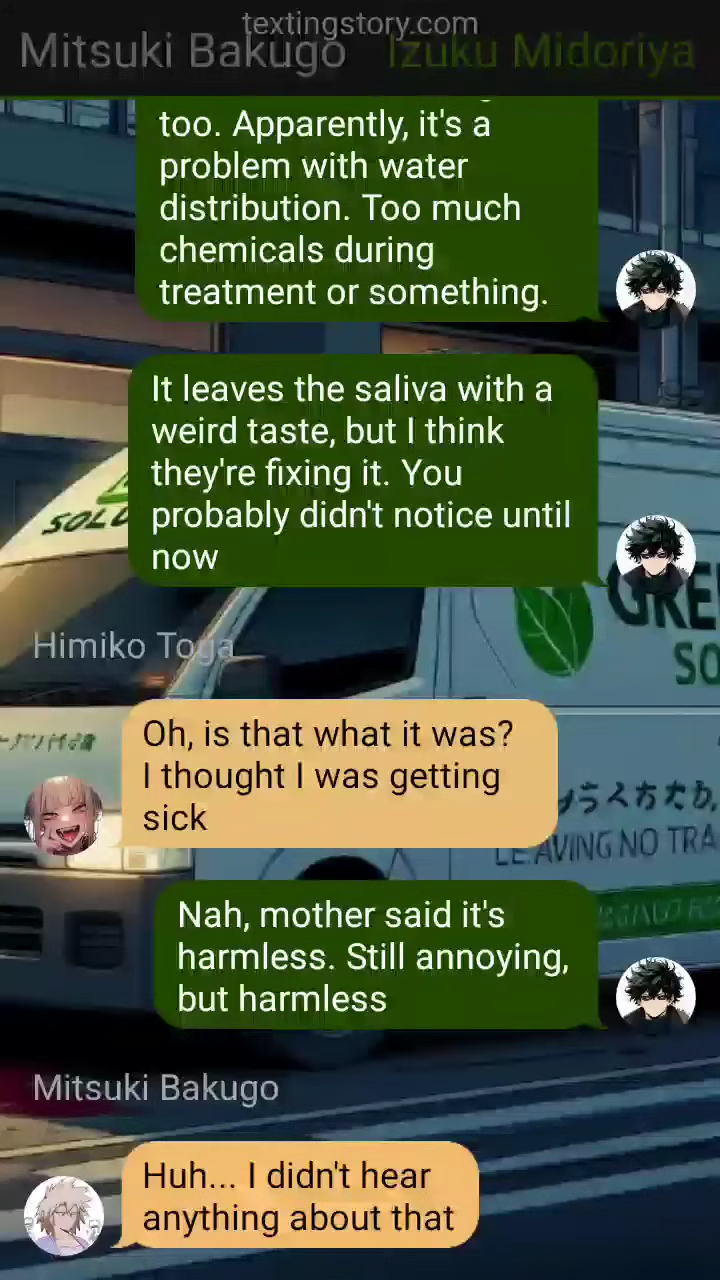 textingstory.com
Mitsuki Bakugo Izuku Midoriya
too. Apparently, it's a
problem with water
distribution. Too much
chemicals during
treatment or something.
It leaves the saliva with a
weird taste, but I think
they're fixing it. You
probably didn't notice until
now
SOL
GRE
SO
Himiko Toga
Oh, is that what it was?
I thought I was getting
sick
LEAVING NO TRA
Nah, mother said it's
harmless. Still annoying,
but harmless
Mitsuki Bakugo
Huh... I didn't hear
anything about that